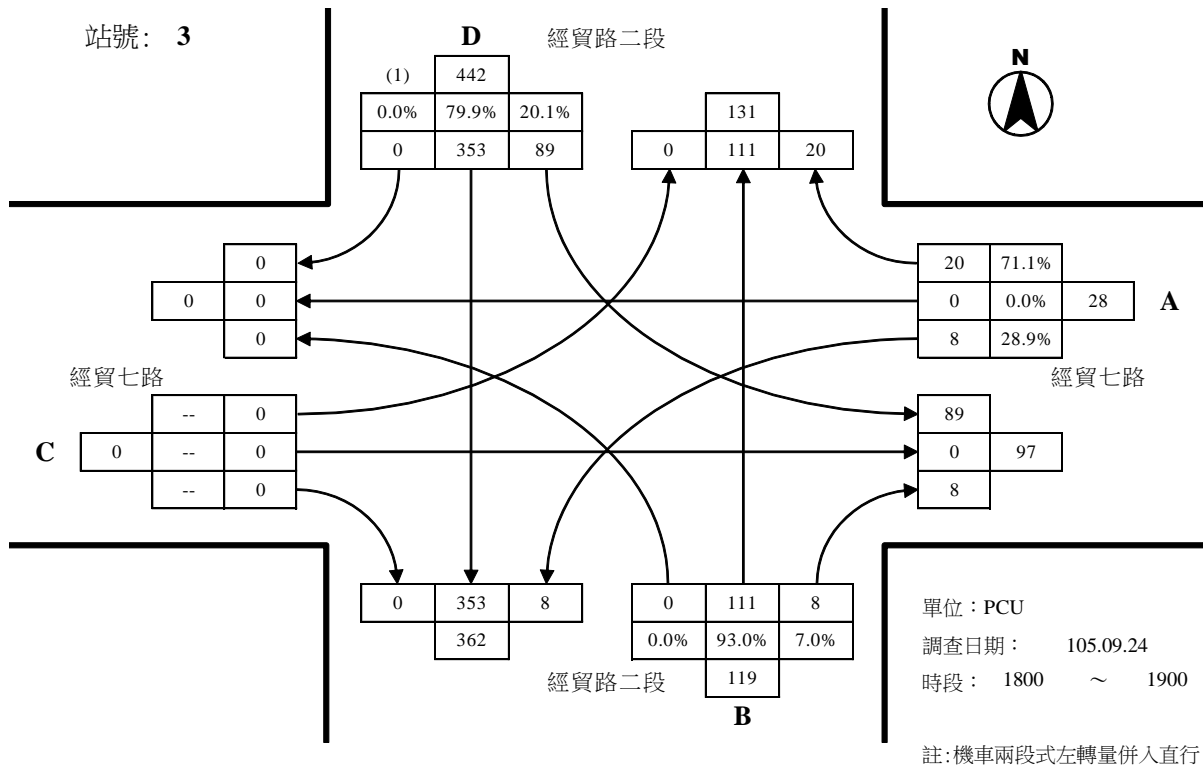 站號: 3
D 經貿路二段
N
(1) 442
0.0% 79.9% 20.1%
0 353 89
131
0 111 20
0
0 0
0
20 71.1%
0 0.0% 28
8 28.9%
A
經貿七路
經貿七路
-- 0
C 0 -- 0
-- 0
89
0 97
8
0 353 8
362
0 111 8
0.0% 93.0% 7.0%
119
經貿路二段
B
單位：PCU
調查日期： 105.09.24
時段： 1800 ～ 1900
註:機車兩段式左轉量併入直行